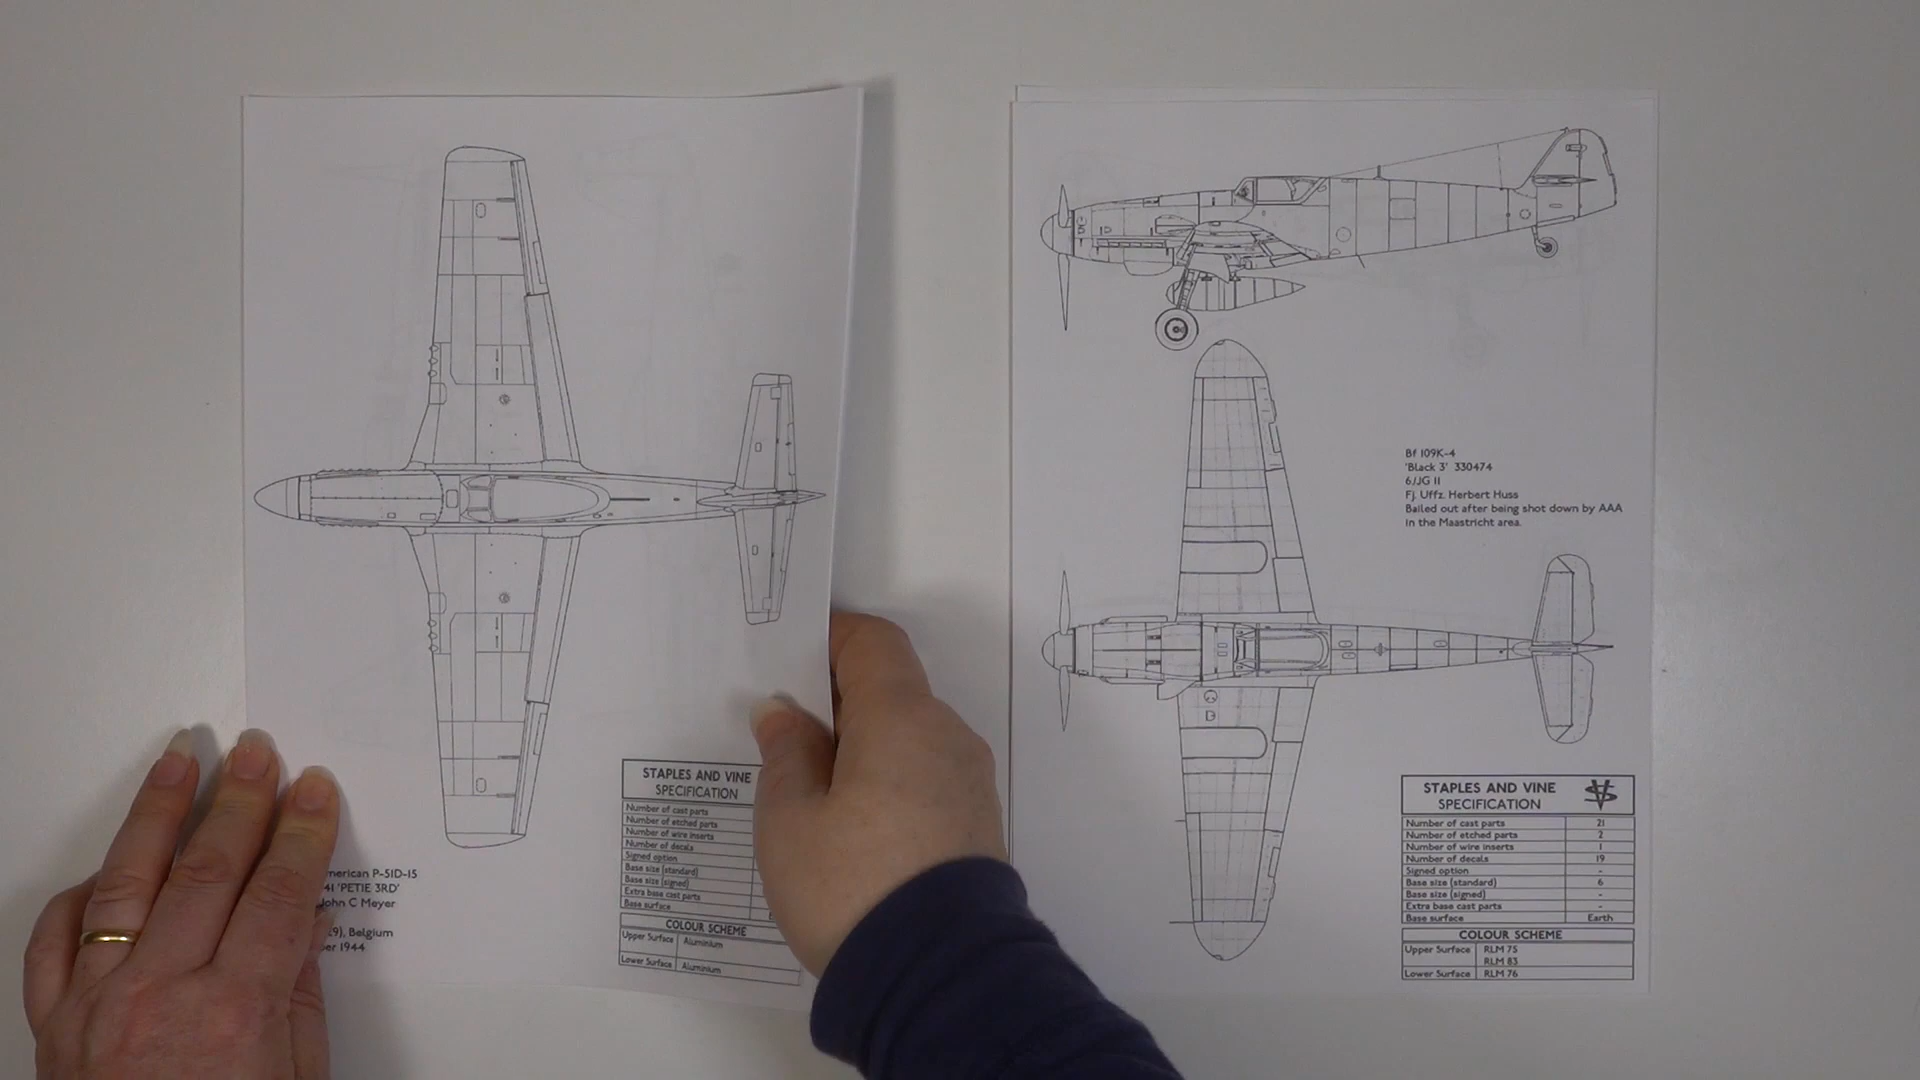 merican P-51D-15
41 'PETIE 3RD'
John C Meyer
Belgium
er 1944
STAPLES AND VINE
SPECIFICATION
Number of cast parts
Number of etched parts
Number of wire inserts
Number of decals
Signed option
Base size (standard)
Base size (signed)
Extra base cast parts
Base surface
COLOUR SCHEME
Upper Surface Aluminium
Lower Surface Aluminium
Bf 109K-4
'Black 3' 330474
6/JG 11
Fj. Uffz. Herbert Huss
Bailed out after being shot down by AAA
in the Maastricht area.
STAPLES AND VINE
SPECIFICATION
Number of cast parts 21
Number of etched parts 2
Number of wire inserts 1
Number of decals 19
Signed option -
Base size (standard) 6
Base size (signed) -
Extra base cast parts -
Base surface Earth
COLOUR SCHEME
Upper Surface RLM 75
RLM 83
Lower Surface RLM 76